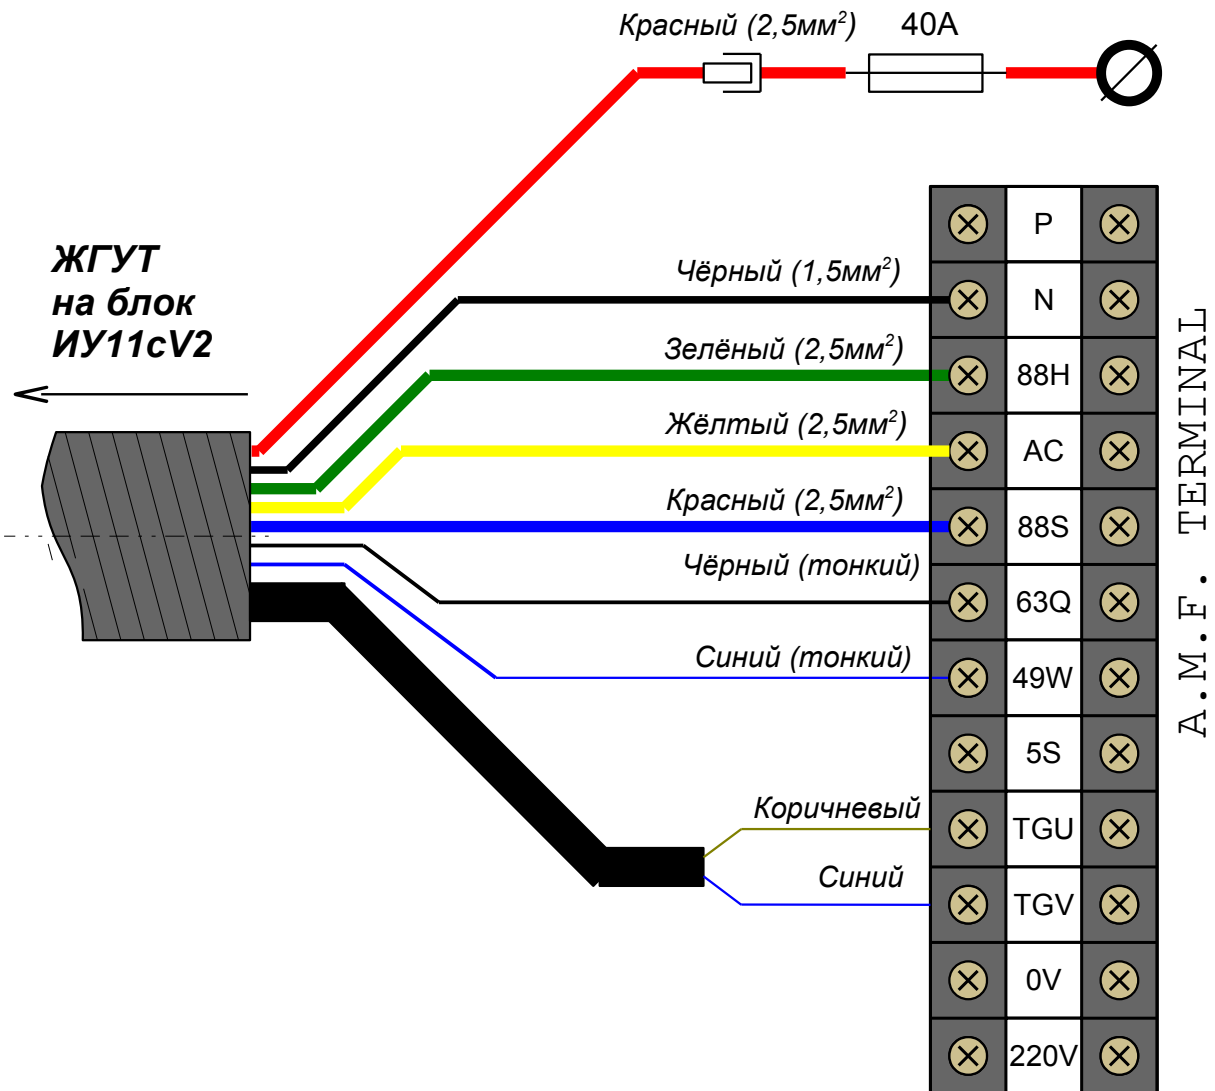 Красный (2,5мм²) 40А
ЖГУТ
на блок
ИУ11сV2
P
Чёрный (1,5мм²) N
Зелёный (2,5мм²) 88H
Жёлтый (2,5мм²) AC
Красный (2,5мм²) 88S
Чёрный (тонкий) 63Q
Синий (тонкий) 49W
5S
Коричневый TGU
Синий TGV
0V
220V
A.M.F. TERMINAL